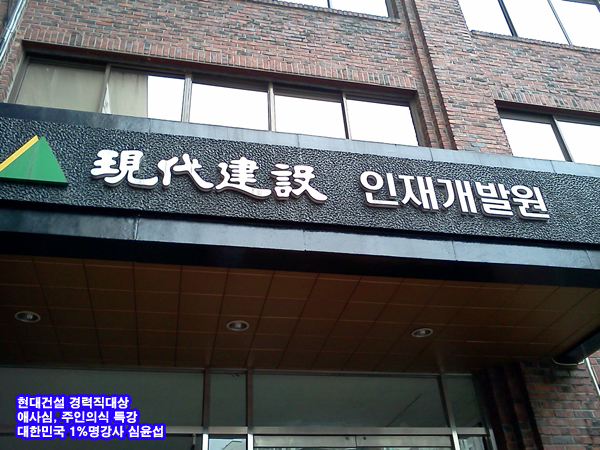 現代建設 인재개발원
현대건설 경력직대상
애사심, 주인의식 특강
대한민국 1%명강사 심윤섭